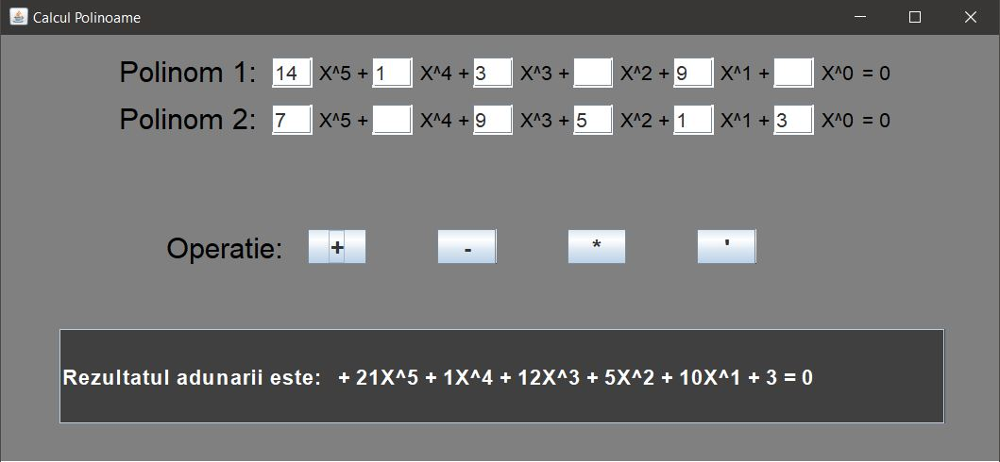 Calcul Polinoame
Polinom 1: 14 X^5 + 1 X^4 + 3 X^3 + X^2 + 9 X^1 + X^0 = 0
Polinom 2: 7 X^5 + X^4 + 9 X^3 + 5 X^2 + 1 X^1 + 3 X^0 = 0
Operatie: + - * '
Rezultatul adunarii este: + 21X^5 + 1X^4 + 12X^3 + 5X^2 + 10X^1 + 3 = 0